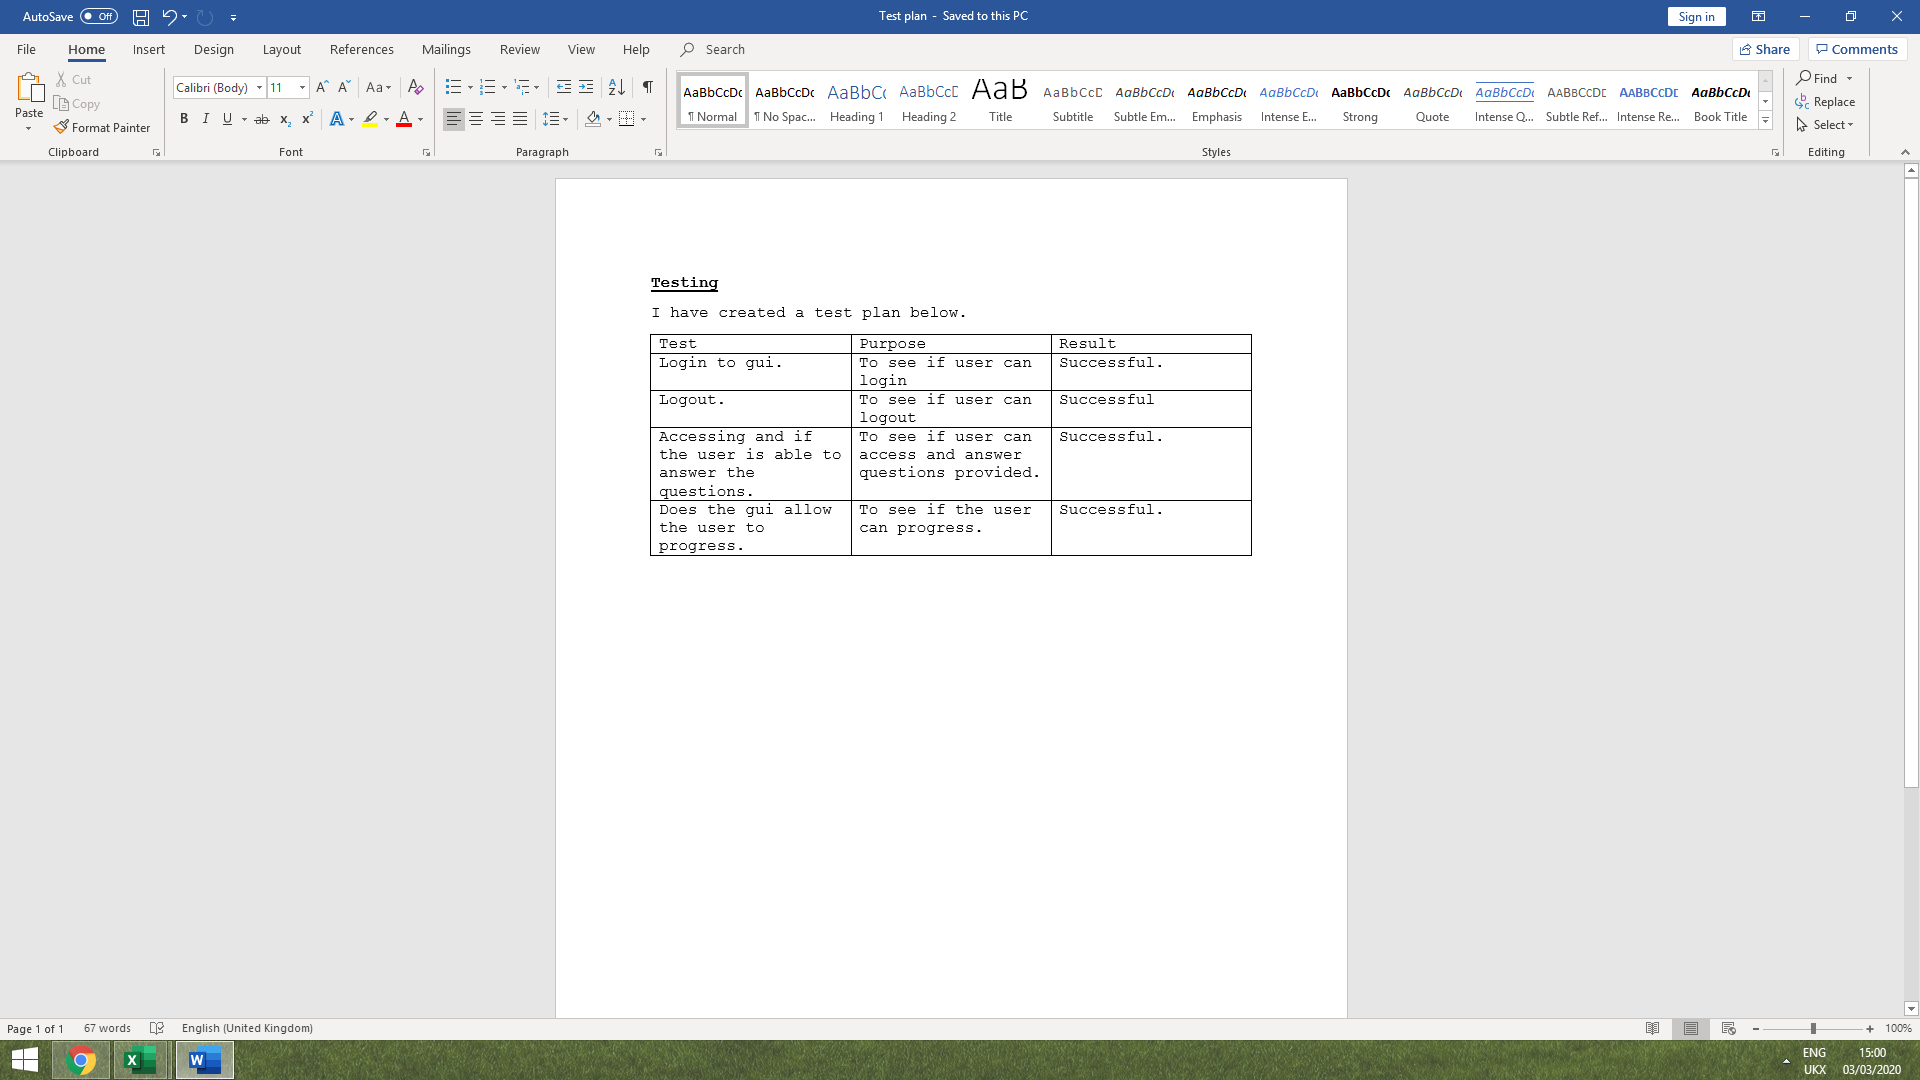 AutoSave Off Test plan - Saved to this PC Sign in
File Home Insert Design Layout References Mailings Review View Help Search Share Comments
Paste
Cut
Copy
Format Painter
Clipboard
Calibri (Body) 11
Font
Paragraph
AaBbCcDc AaBbCcDc AaBbCc AaBbCcD AaB AaBbCcD AaBbCcDc AaBbCcDc AaBbCcDc AaBbCcDc AaBbCcDc AaBbCcDc AABBCCDE AABBCCDE AaBbCcDc
¶ Normal ¶ No Spac... Heading 1 Heading 2 Title Subtitle Subtle Em... Emphasis Intense E... Strong Quote Intense Q... Subtle Ref... Intense Re... Book Title
Styles
Find
Replace
Select
Editing
Testing
I have created a test plan below.
Test Purpose Result
Login to gui. To see if user can Successful.
login
Logout. To see if user can Successful
logout
Accessing and if To see if user can Successful.
the user is able to access and answer
answer the questions provided.
questions.
Does the gui allow To see if the user Successful.
the user to can progress.
progress.
Page 1 of 1 67 words English (United Kingdom) 100%
ENG 15:00
UKX 03/03/2020